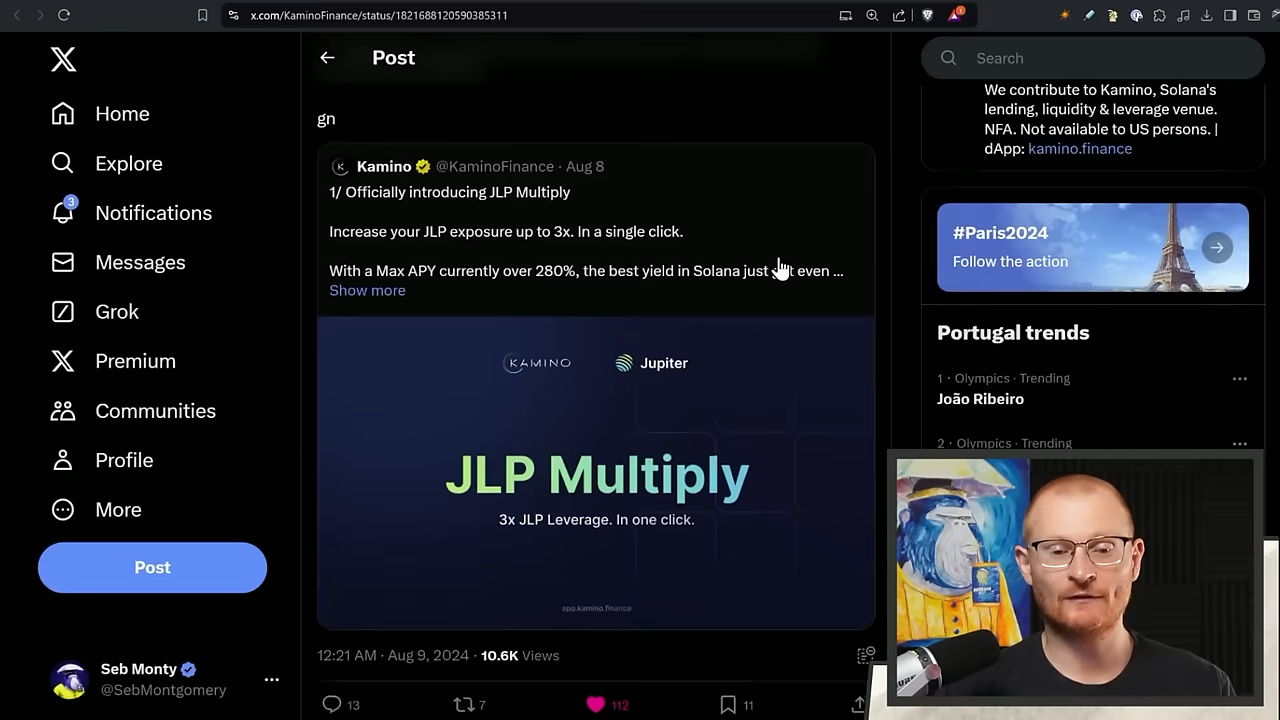 x.com/KaminoFinance/status/1821688120590385311
Post
Search
Home
Explore
3
Notifications
Messages
Grok
Premium
Communities
Profile
More
Post
Seb Monty
@SebMontgomery
gn
Kamino @KaminoFinance · Aug 8
1/ Officially introducing JLP Multiply
Increase your JLP exposure up to 3x. In a single click.
With a Max APY currently over 280%, the best yield in Solana just even ...
Show more
KAMINO Jupiter
JLP Multiply
3x JLP Leverage. In one click.
app.kamino.finance
12:21 AM · Aug 9, 2024 · 10.6K Views
13 7 112 11
We contribute to Kamino, Solana's
lending, liquidity & leverage venue.
NFA. Not available to US persons. |
dApp: kamino.finance
#Paris2024
Follow the action
Portugal trends
1 · Olympics · Trending
João Ribeiro
2 · Olympics · Trending